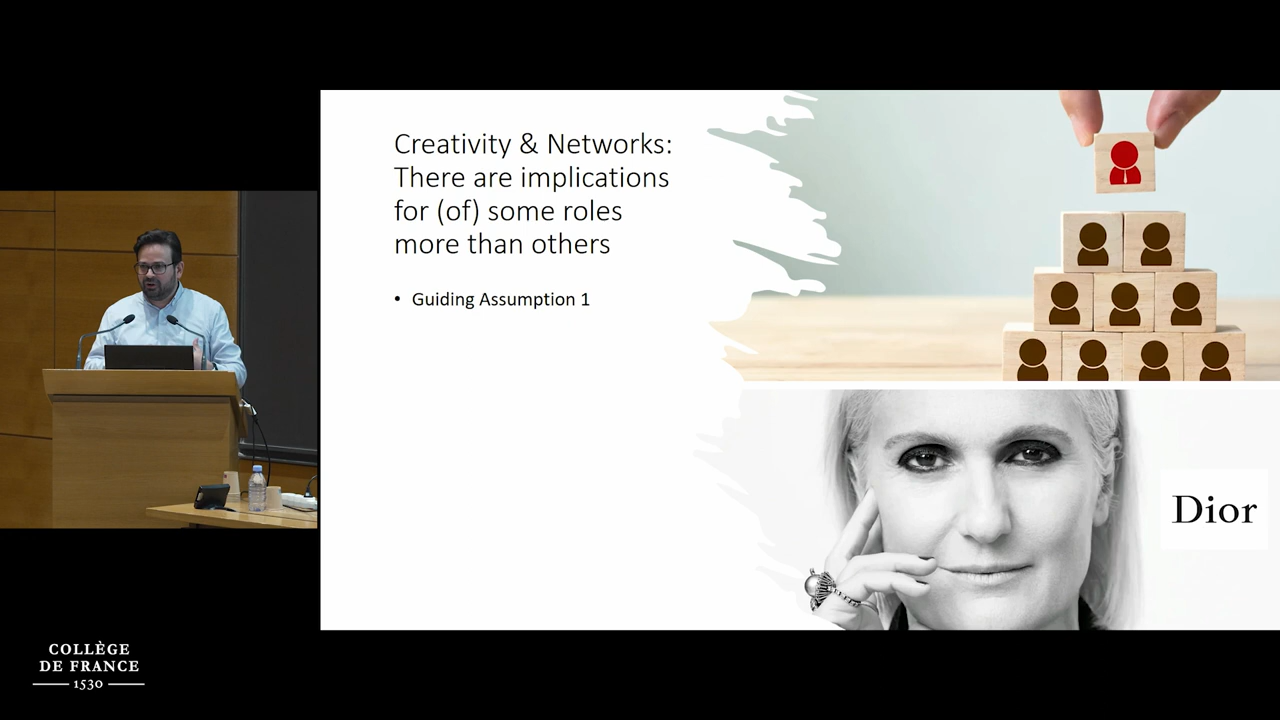 Creativity & Networks:
There are implications
for (of) some roles
more than others
• Guiding Assumption 1
Dior
COLLÈGE
DE FRANCE
1530